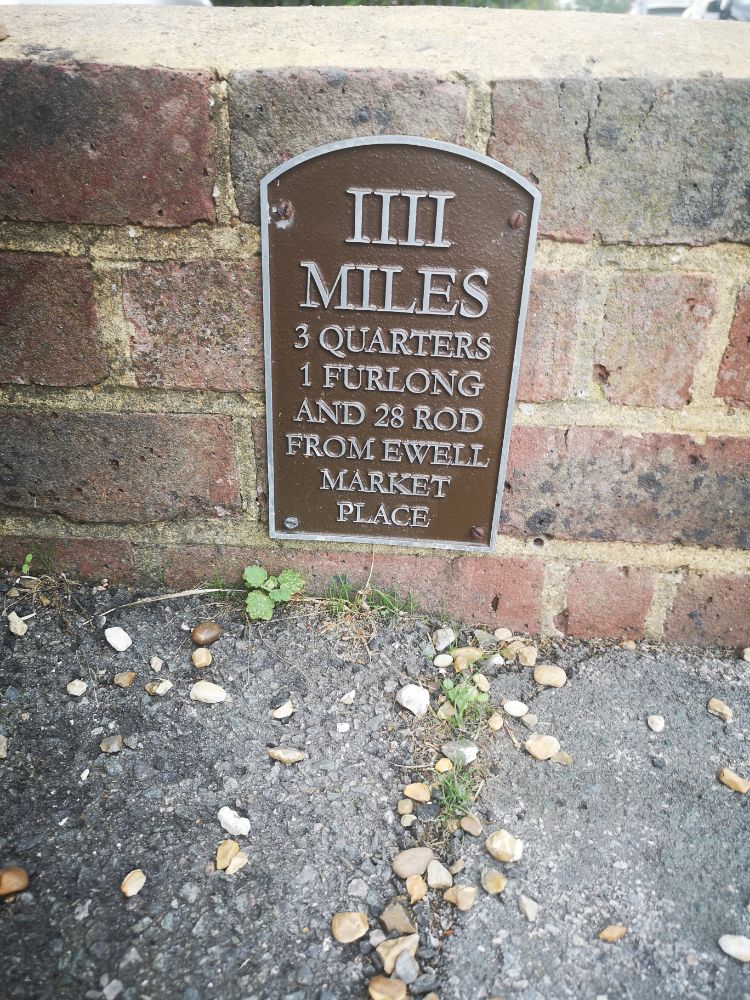 IIII
MILES
3 QUARTERS
1 FURLONG
AND 28 ROD
FROM EWELL
MARKET
PLACE